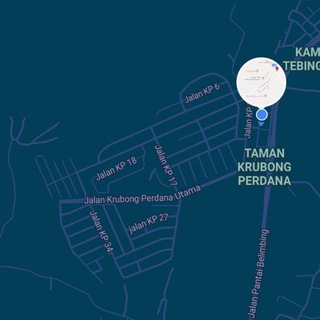 KAM
TEBING
Jalan KP 6
Jalan KP
TAMAN
KRUBONG
PERDANA
Jalan KP 18
Jalan KP 17
Jalan Krubong Perdana Utama
jalan KP 27
Jalan KP 34
Jalan Pantai Belimbing